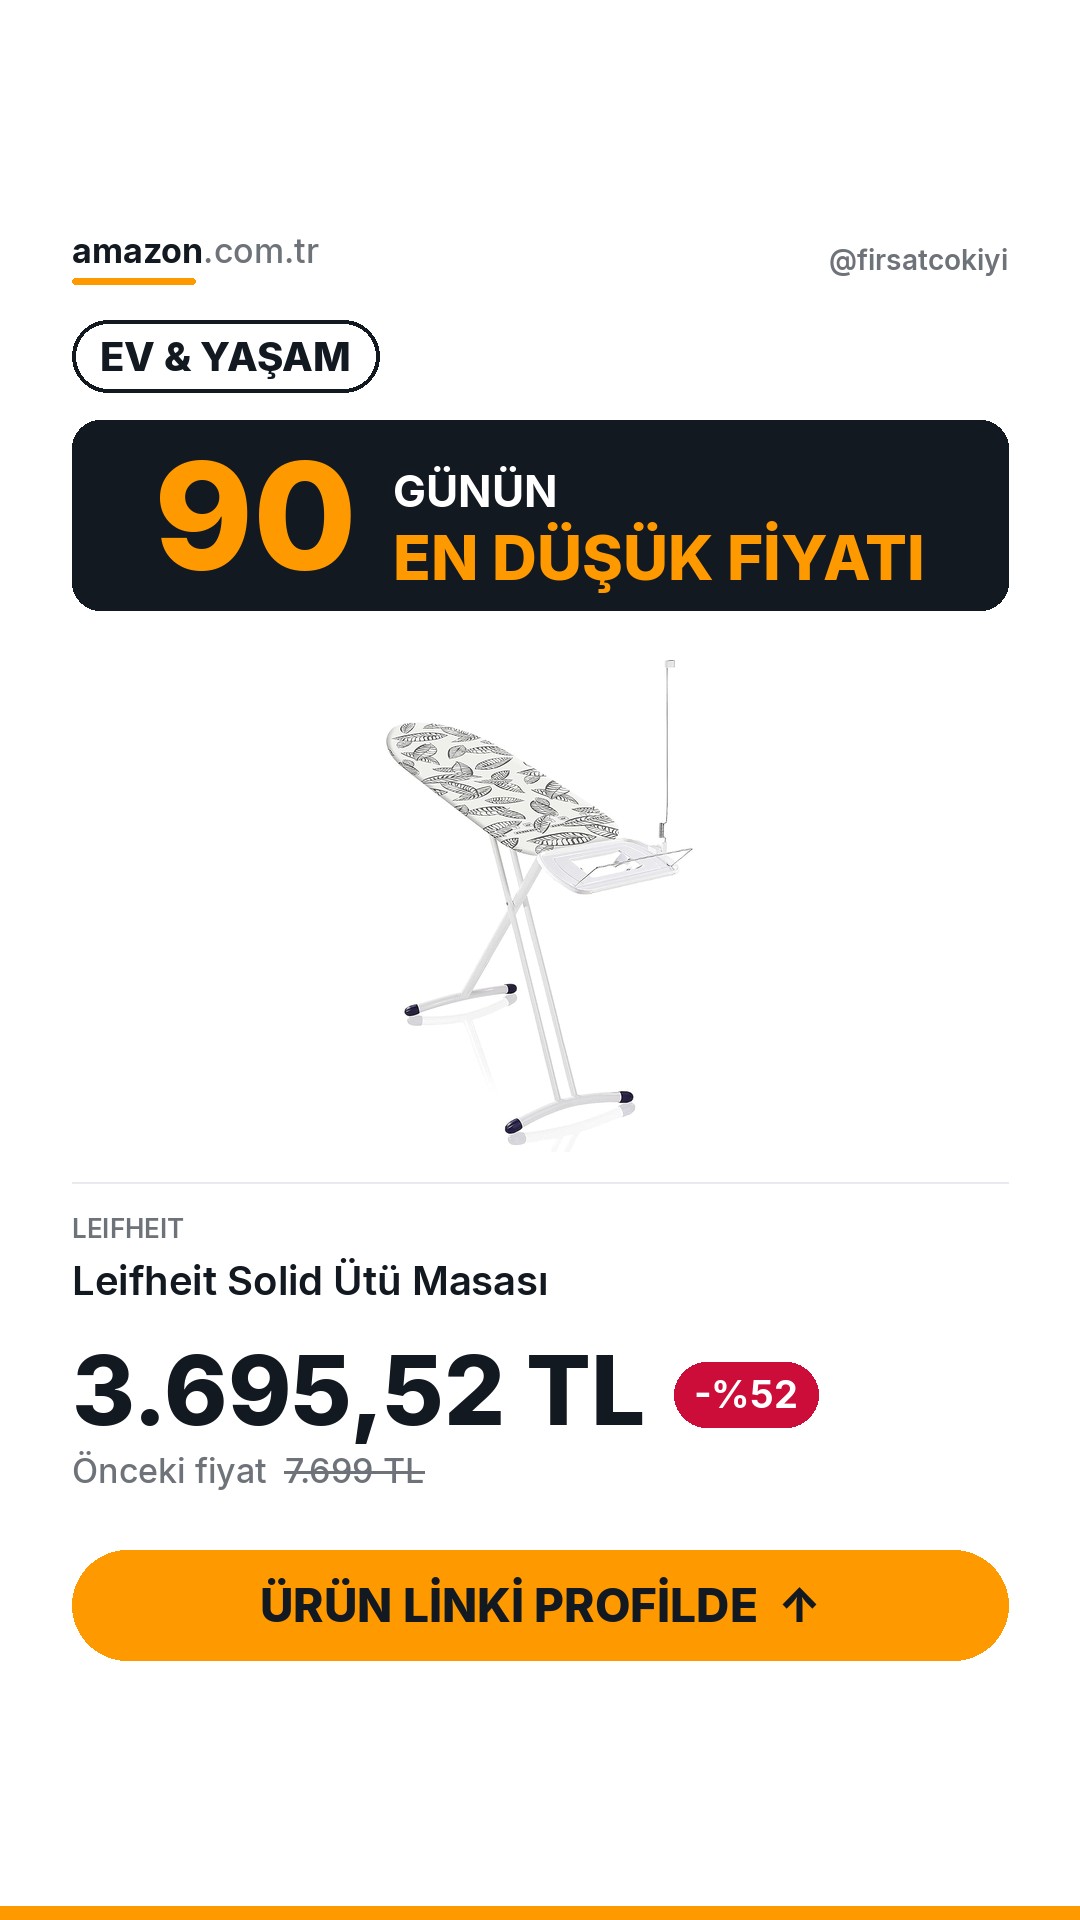 amazon.com.tr
@firsatcokiyi
EV & YAŞAM
90 GÜNÜN
EN DÜŞÜK FİYATI
LEIFHEIT
Leifheit Solid Ütü Masası
3.695,52 TL -%52
Önceki fiyat 7.699 TL
ÜRÜN LİNKİ PROFİLDE ↑